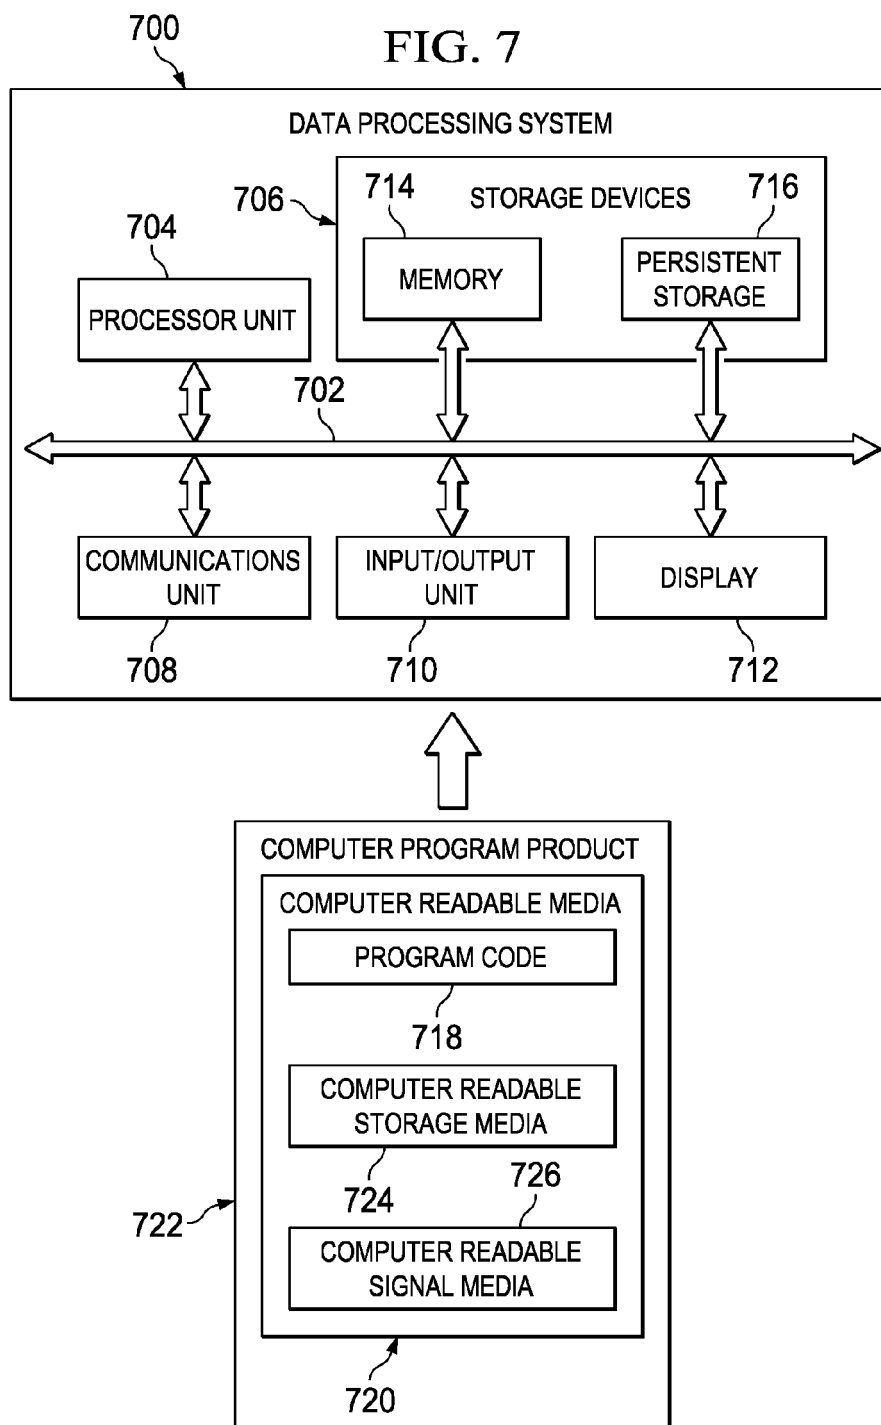 700
FIG. 7
DATA PROCESSING SYSTEM
706
714
STORAGE DEVICES
716
704
MEMORY
PERSISTENT
STORAGE
PROCESSOR UNIT
702
COMMUNICATIONS
UNIT
INPUT/OUTPUT
UNIT
DISPLAY
708
710
712
COMPUTER PROGRAM PRODUCT
COMPUTER READABLE MEDIA
PROGRAM CODE
718
COMPUTER READABLE
STORAGE MEDIA
724
726
722
COMPUTER READABLE
SIGNAL MEDIA
720